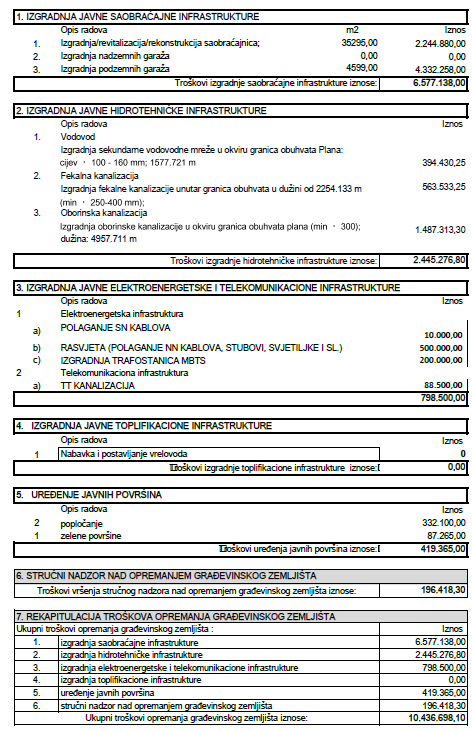 1. IZGRADNJA JAVNE SAOBRAĆAJNE INFRASTRUKTURE
Opis radova m2 Iznos
1. Izgradnja/revitalizacija/rekonstrukcija saobraćajnica; 35295,00 2.244.880,00
2. Izgradnja nadzemnih garaža 0,00 0,00
3. Izgradnja podzemnih garaža 4599,00 4.332.258,00
Troškovi izgradnje saobraćajne infrastrukture iznose: 6.577.138,00
2. IZGRADNJA JAVNE HIDROTEHNIČKE INFRASTRUKTURE
Opis radova Iznos
1. Vodovod
Izgradnja sekundarne vodovodne mreže u okviru granica obuhvata Plana:
cijev · 100 - 160 mm; 1577.721 m 394.430,25
2. Fekalna kanalizacija
Izgradnja fekalne kanalizacije unutar granica obuhvata u dužini od 2254.133 m 563.533,25
(min · 250-400 mm);
3. Oborinska kanalizacija
Izgradnja oborinske kanalizacije u okviru granica obuhvata plana (min · 300); 1.487.313,30
dužina: 4957.711 m
Troškovi izgradnje hidrotehničke infrastrukture iznose: 2.445.276,80
3. IZGRADNJA JAVNE ELEKTROENERGETSKE I TELEKOMUNIKACIONE INFRASTRUKTURE
Opis radova Iznos
1 Elektroenergetska infrastruktura
a) POLAGANJE SN KABLOVA 10.000,00
b) RASVJETA (POLAGANJE NN KABLOVA, STUBOVI, SVJETILJKE I SL.) 500.000,00
c) IZGRADNJA TRAFOSTANICA MBTS 200.000,00
2 Telekomunikaciona infrastruktura
a) TT KANALIZACIJA 88.500,00
798.500,00
4. IZGRADNJA JAVNE TOPLIFIKACIONE INFRASTRUKTURE
Opis radova Iznos
1 Nabavka i postavljanje vrelovoda 0
Troškovi izgradnje toplifikacione infrastrukture iznose: 0,00
5. UREĐENJE JAVNIH POVRŠINA
Opis radova Iznos
2 popločanje 332.100,00
1 zelene površine 87.265,00
Troškovi uređenja javnih površina iznose: 419.365,00
6. STRUČNI NADZOR NAD OPREMANJEM GRAĐEVINSKOG ZEMLJIŠTA
Troškovi vršenja stručnog nadzora nad opremanjem građevinskog zemljišta iznose: 196.418,30
7. REKAPITULACIJA TROŠKOVA OPREMANJA GRAĐEVINSKOG ZEMLJIŠTA
Ukupni troškovi opremanja građevinskog zemljišta : Iznos
1. izgradnja saobraćajne infrastrukture 6.577.138,00
2. izgradnja hidrotehničke infrastrukture 2.445.276,80
3. izgradnja elektroenergetske i telekomunikacione infrastrukture 798.500,00
4. izgradnja toplifikacione infrastrukture 0,00
5. uređenje javnih površina 419.365,00
6. stručni nadzor nad opremanjem građevinskog zemljišta 196.418,30
Ukupni troškovi opremanja građevinskog zemljišta iznose: 10.436.698,10